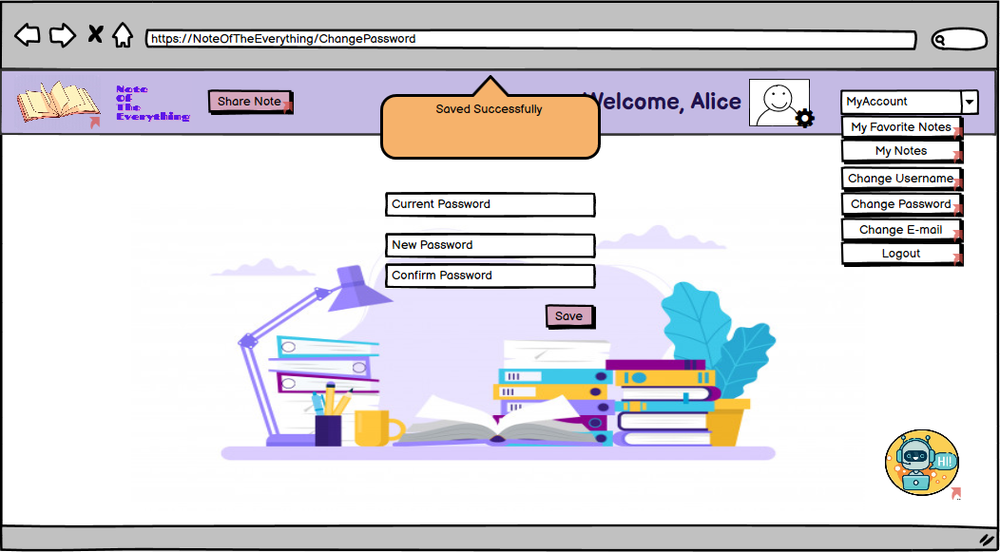 https://NoteOfTheEverything/ChangePassword
Note
Of
The
Everything
Share Note
Saved Successfully
Welcome, Alice
MyAccount
My Favorite Notes
My Notes
Change Username
Change Password
Change E-mail
Logout
Current Password
New Password
Confirm Password
Save
Hi!